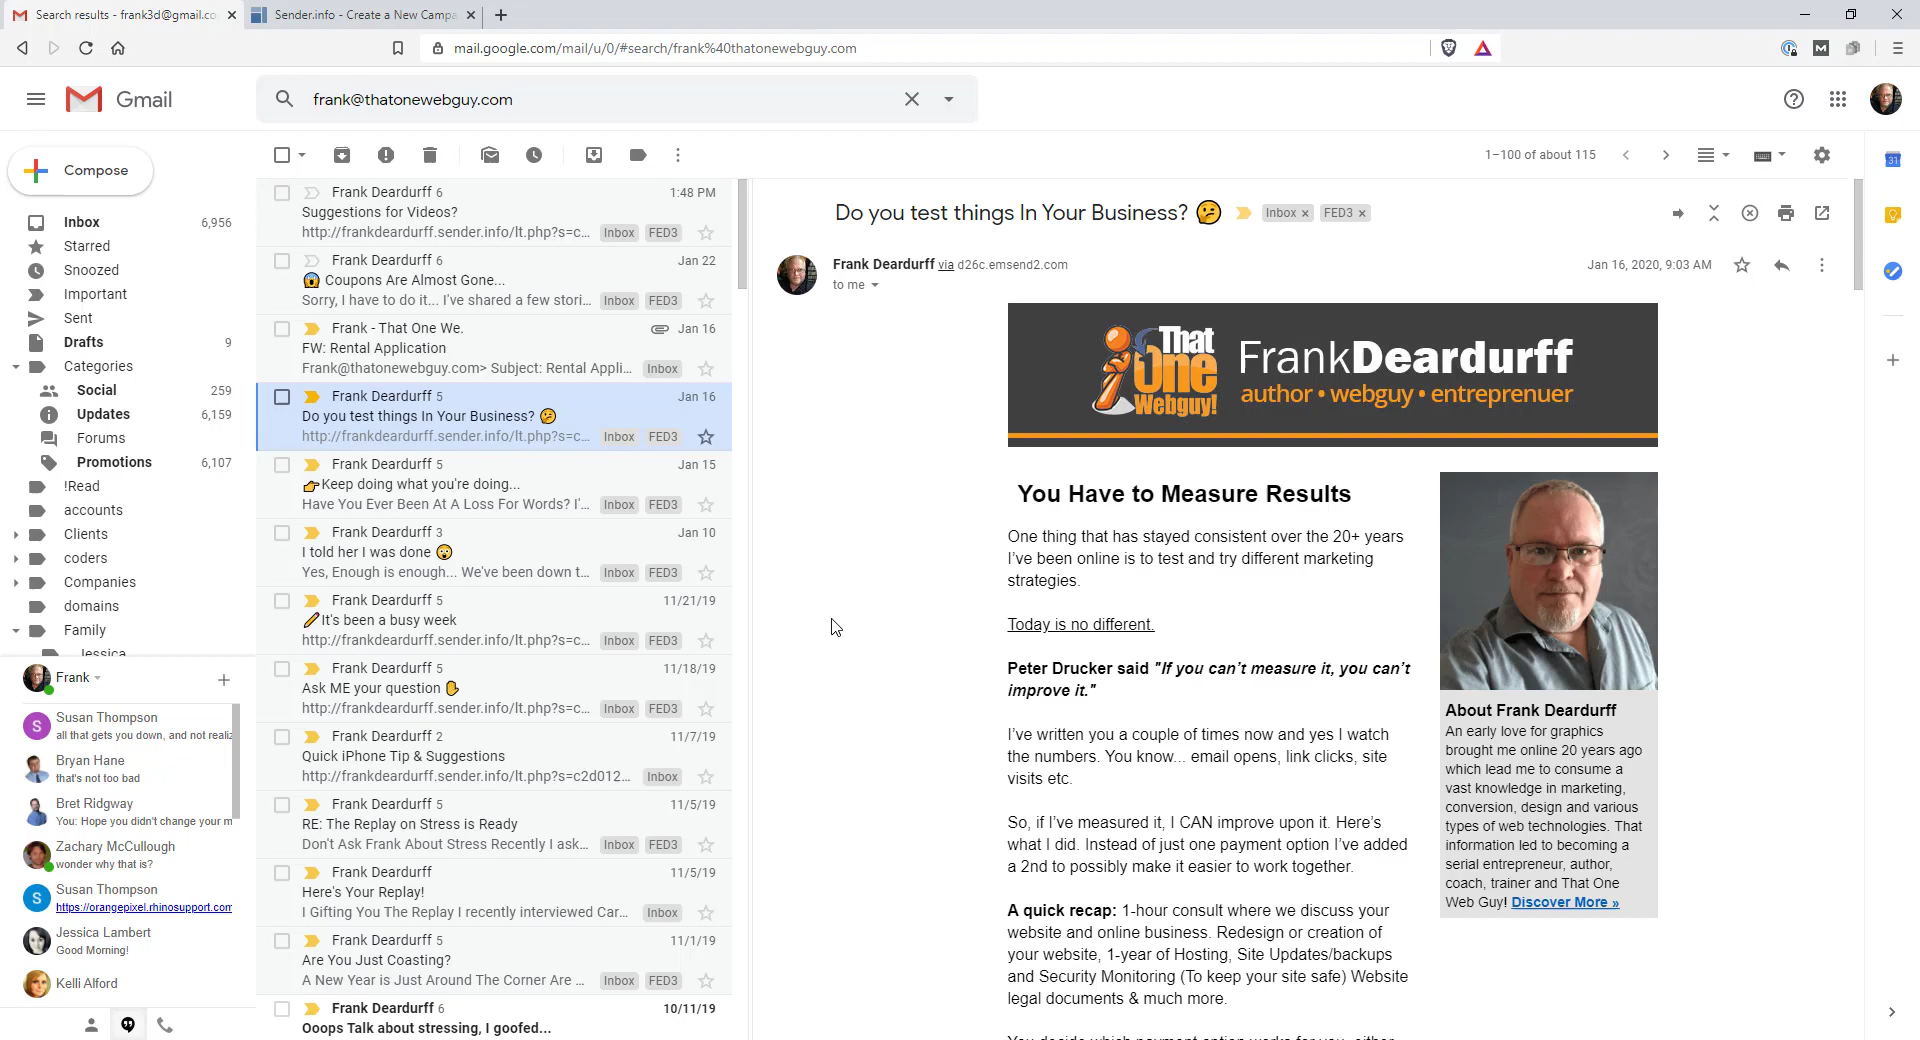 Search results - frank3d@gmail.co
Sender.info - Create a New Campa
mail.google.com/mail/u/0/#search/frank%40thatonewebguy.com
Gmail
frank@thatonewebguy.com
Compose
1–100 of about 115
Inbox 6,956
Starred
Snoozed
Important
Sent
Drafts 9
Categories
Social 259
Updates 6,159
Forums
Promotions 6,107
!Read
accounts
Clients
coders
Companies
domains
Family
Jessica
Frank
Susan Thompson
all that gets you down, and not realiz
Bryan Hane
that's not too bad
Bret Ridgway
You: Hope you didn't change your m
Zachary McCullough
wonder why that is?
S Susan Thompson
https://orangepixel.rhinosupport.com
Jessica Lambert
Good Morning!
Kelli Alford
Frank Deardurff 6 1:48 PM
Suggestions for Videos?
http://frankdeardurff.sender.info/lt.php?s=c... Inbox FED3
Frank Deardurff 6 Jan 22
😱 Coupons Are Almost Gone...
Sorry, I have to do it... I've shared a few stori... Inbox FED3
Frank - That One We. Jan 16
FW: Rental Application
Frank@thatonewebguy.com> Subject: Rental Appli... Inbox
Frank Deardurff 5 Jan 16
Do you test things In Your Business? 🤔
http://frankdeardurff.sender.info/lt.php?s=c... Inbox FED3
Frank Deardurff 5 Jan 15
👉Keep doing what you're doing...
Have You Ever Been At A Loss For Words? I'... Inbox FED3
Frank Deardurff 3 Jan 10
I told her I was done 😲
Yes, Enough is enough... We've been down t... Inbox FED3
Frank Deardurff 5 11/21/19
✏️It's been a busy week
http://frankdeardurff.sender.info/lt.php?s=c... Inbox FED3
Frank Deardurff 5 11/18/19
Ask ME your question ✋
http://frankdeardurff.sender.info/lt.php?s=c... Inbox FED3
Frank Deardurff 2 11/7/19
Quick iPhone Tip & Suggestions
http://frankdeardurff.sender.info/lt.php?s=c2d012... Inbox
Frank Deardurff 5 11/5/19
RE: The Replay on Stress is Ready
Don't Ask Frank About Stress Recently I ask... Inbox FED3
Frank Deardurff 11/5/19
Here's Your Replay!
I Gifting You The Replay I recently interviewed Car... Inbox
Frank Deardurff 5 11/1/19
Are You Just Coasting?
A New Year is Just Around The Corner Are ... Inbox FED3
Frank Deardurff 6 10/11/19
Ooops Talk about stressing, I goofed...
Do you test things In Your Business? 🤔 Inbox × FED3 ×
Frank Deardurff via d26c.emsend2.com Jan 16, 2020, 9:03 AM
to me
That One Webguy!
FrankDeardurff
author • webguy • entreprenuer
You Have to Measure Results
One thing that has stayed consistent over the 20+ years
I've been online is to test and try different marketing
strategies.
Today is no different.
Peter Drucker said "If you can't measure it, you can't
improve it."
I've written you a couple of times now and yes I watch
the numbers. You know... email opens, link clicks, site
visits etc.
So, if I've measured it, I CAN improve upon it. Here's
what I did. Instead of just one payment option I've added
a 2nd to possibly make it easier to work together.
A quick recap: 1-hour consult where we discuss your
website and online business. Redesign or creation of
your website, 1-year of Hosting, Site Updates/backups
and Security Monitoring (To keep your site safe) Website
legal documents & much more.
You decide which payment option works for you, either
About Frank Deardurff
An early love for graphics
brought me online 20 years ago
which lead me to consume a
vast knowledge in marketing,
conversion, design and various
types of web technologies. That
information led to becoming a
serial entrepreneur, author,
coach, trainer and That One
Web Guy! Discover More »
31